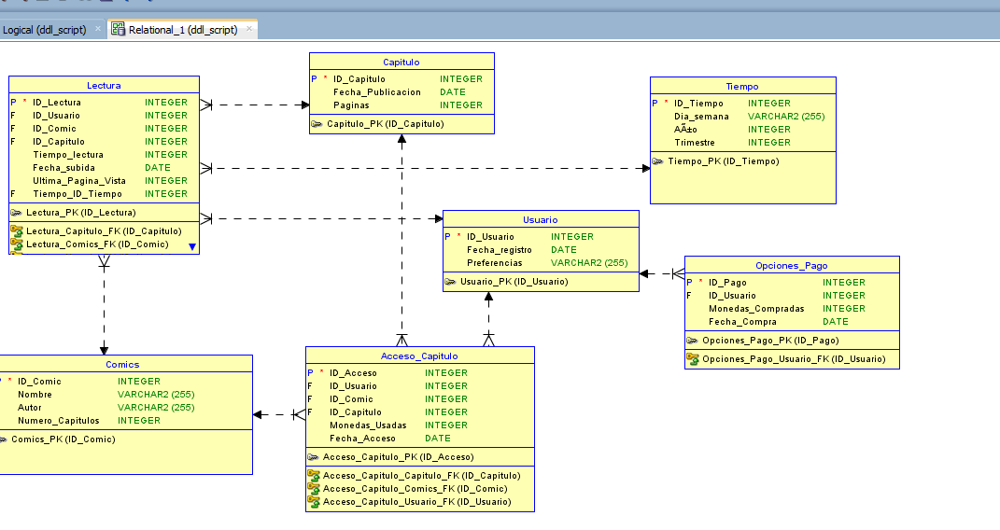 Logical (ddl_script)
Relational_1 (ddl_script)
Lectura
P * ID_Lectura INTEGER
F ID_Usuario INTEGER
F ID_Comic INTEGER
F ID_Capitulo INTEGER
Tiempo_lectura INTEGER
Fecha_subida DATE
Ultima_Pagina_Vista INTEGER
F Tiempo_ID_Tiempo INTEGER
Lectura_PK (ID_Lectura)
Lectura_Capitulo_FK (ID_Capitulo)
Lectura_Comics_FK (ID_Comic)
Capitulo
P * ID_Capitulo INTEGER
Fecha_Publicacion DATE
Paginas INTEGER
Capitulo_PK (ID_Capitulo)
Tiempo
P * ID_Tiempo INTEGER
Dia_semana VARCHAR2 (255)
AÃ±o INTEGER
Trimestre INTEGER
Tiempo_PK (ID_Tiempo)
Usuario
P * ID_Usuario INTEGER
Fecha_registro DATE
Preferencias VARCHAR2 (255)
Usuario_PK (ID_Usuario)
Opciones_Pago
P * ID_Pago INTEGER
F ID_Usuario INTEGER
Monedas_Compradas INTEGER
Fecha_Compra DATE
Opciones_Pago_PK (ID_Pago)
Opciones_Pago_Usuario_FK (ID_Usuario)
Comics
P * ID_Comic INTEGER
Nombre VARCHAR2 (255)
Autor VARCHAR2 (255)
Numero_Capitulos INTEGER
Comics_PK (ID_Comic)
Acceso_Capitulo
P * ID_Acceso INTEGER
F ID_Usuario INTEGER
F ID_Comic INTEGER
F ID_Capitulo INTEGER
Monedas_Usadas INTEGER
Fecha_Acceso DATE
Acceso_Capitulo_PK (ID_Acceso)
Acceso_Capitulo_Capitulo_FK (ID_Capitulo)
Acceso_Capitulo_Comics_FK (ID_Comic)
Acceso_Capitulo_Usuario_FK (ID_Usuario)